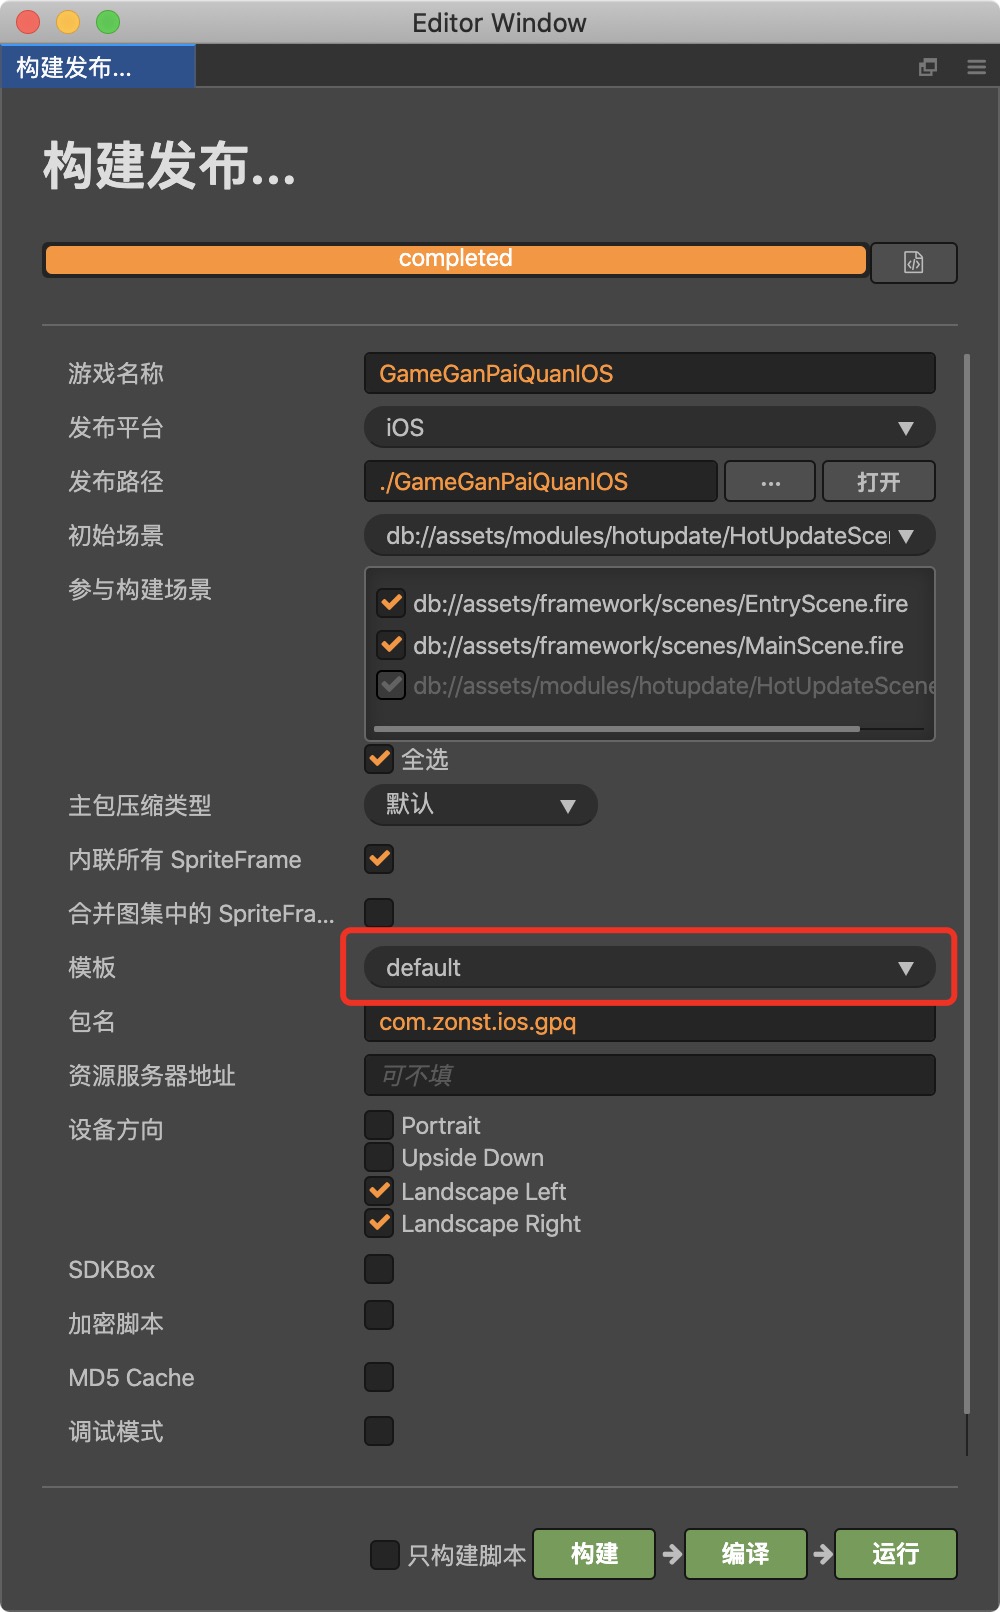 Editor Window
构建发布...
构建发布...
completed
游戏名称 GameGanPaiQuanIOS
发布平台 iOS
发布路径 ./GameGanPaiQuanIOS ... 打开
初始场景 db://assets/modules/hotupdate/HotUpdateScen
参与构建场景
db://assets/framework/scenes/EntryScene.fire
db://assets/framework/scenes/MainScene.fire
db://assets/modules/hotupdate/HotUpdateScene
全选
主包压缩类型 默认
内联所有 SpriteFrame
合并图集中的 SpriteFra...
模板 default
包名 com.zonst.ios.gpq
资源服务器地址 可不填
设备方向 Portrait
Upside Down
Landscape Left
Landscape Right
SDKBox
加密脚本
MD5 Cache
调试模式
只构建脚本 构建 编译 运行